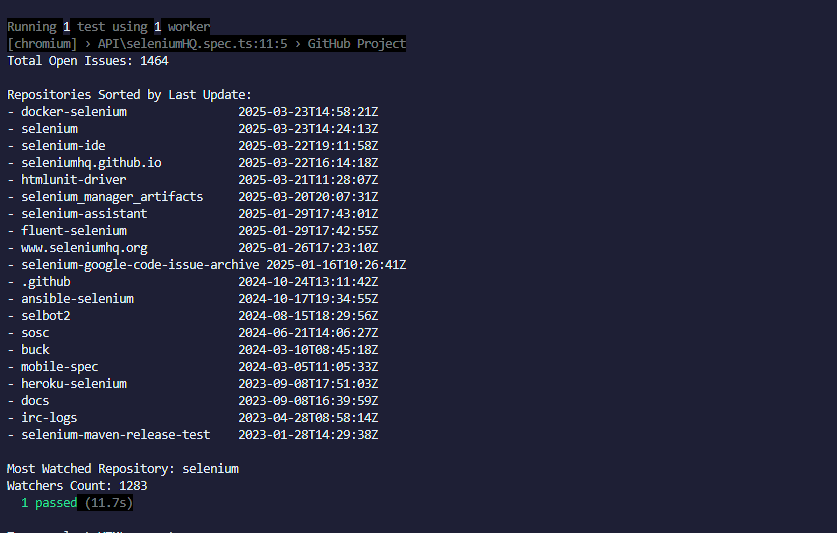 Running 1 test using 1 worker
[chromium] › API\seleniumHQ.spec.ts:11:5 › GitHub Project
Total Open Issues: 1464
Repositories Sorted by Last Update:
- docker-selenium 2025-03-23T14:58:21Z
- selenium 2025-03-23T14:24:13Z
- selenium-ide 2025-03-22T19:11:58Z
- seleniumhq.github.io 2025-03-22T16:14:18Z
- htmlunit-driver 2025-03-21T11:28:07Z
- selenium_manager_artifacts 2025-03-20T20:07:31Z
- selenium-assistant 2025-01-29T17:43:01Z
- fluent-selenium 2025-01-29T17:42:55Z
- www.seleniumhq.org 2025-01-26T17:23:10Z
- selenium-google-code-issue-archive 2025-01-16T10:26:41Z
- .github 2024-10-24T13:11:42Z
- ansible-selenium 2024-10-17T19:34:55Z
- selbot2 2024-08-15T18:29:56Z
- sosc 2024-06-21T14:06:27Z
- buck 2024-03-10T08:45:18Z
- mobile-spec 2024-03-05T11:05:33Z
- heroku-selenium 2023-09-08T17:51:03Z
- docs 2023-09-08T16:39:59Z
- irc-logs 2023-04-28T08:58:14Z
- selenium-maven-release-test 2023-01-28T14:29:38Z
Most Watched Repository: selenium
Watchers Count: 1283
1 passed (11.7s)